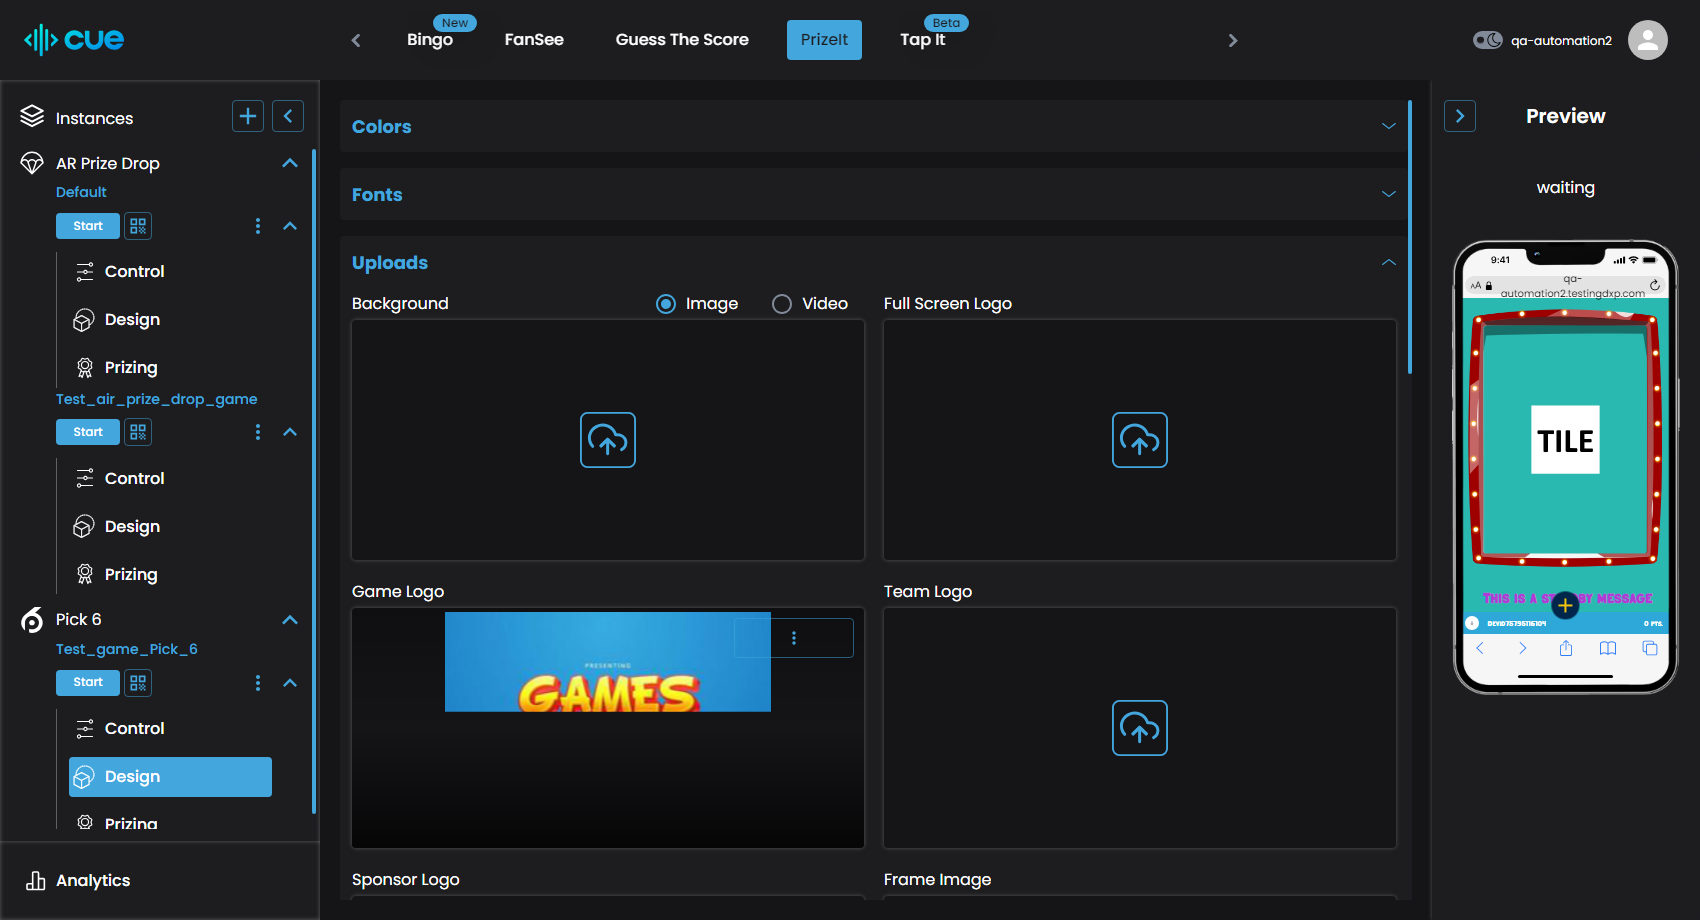 cue
Bingo
New
FanSee
Guess The Score
PrizeIt
Tap It
Beta
qa-automation2
Instances
AR Prize Drop
Default
Start
Control
Design
Prizing
Test_air_prize_drop_game
Start
Control
Design
Prizing
Pick 6
Test_game_Pick_6
Start
Control
Design
Prizing
Analytics
Colors
Fonts
Uploads
Background
Image
Video
Full Screen Logo
Game Logo
PRESENTING
GAMES
Team Logo
Sponsor Logo
Frame Image
Preview
waiting
9:41
AA
qa-
automation2.testingdxp.com
TILE
THIS IS A STANDBY MESSAGE
0 PTS.